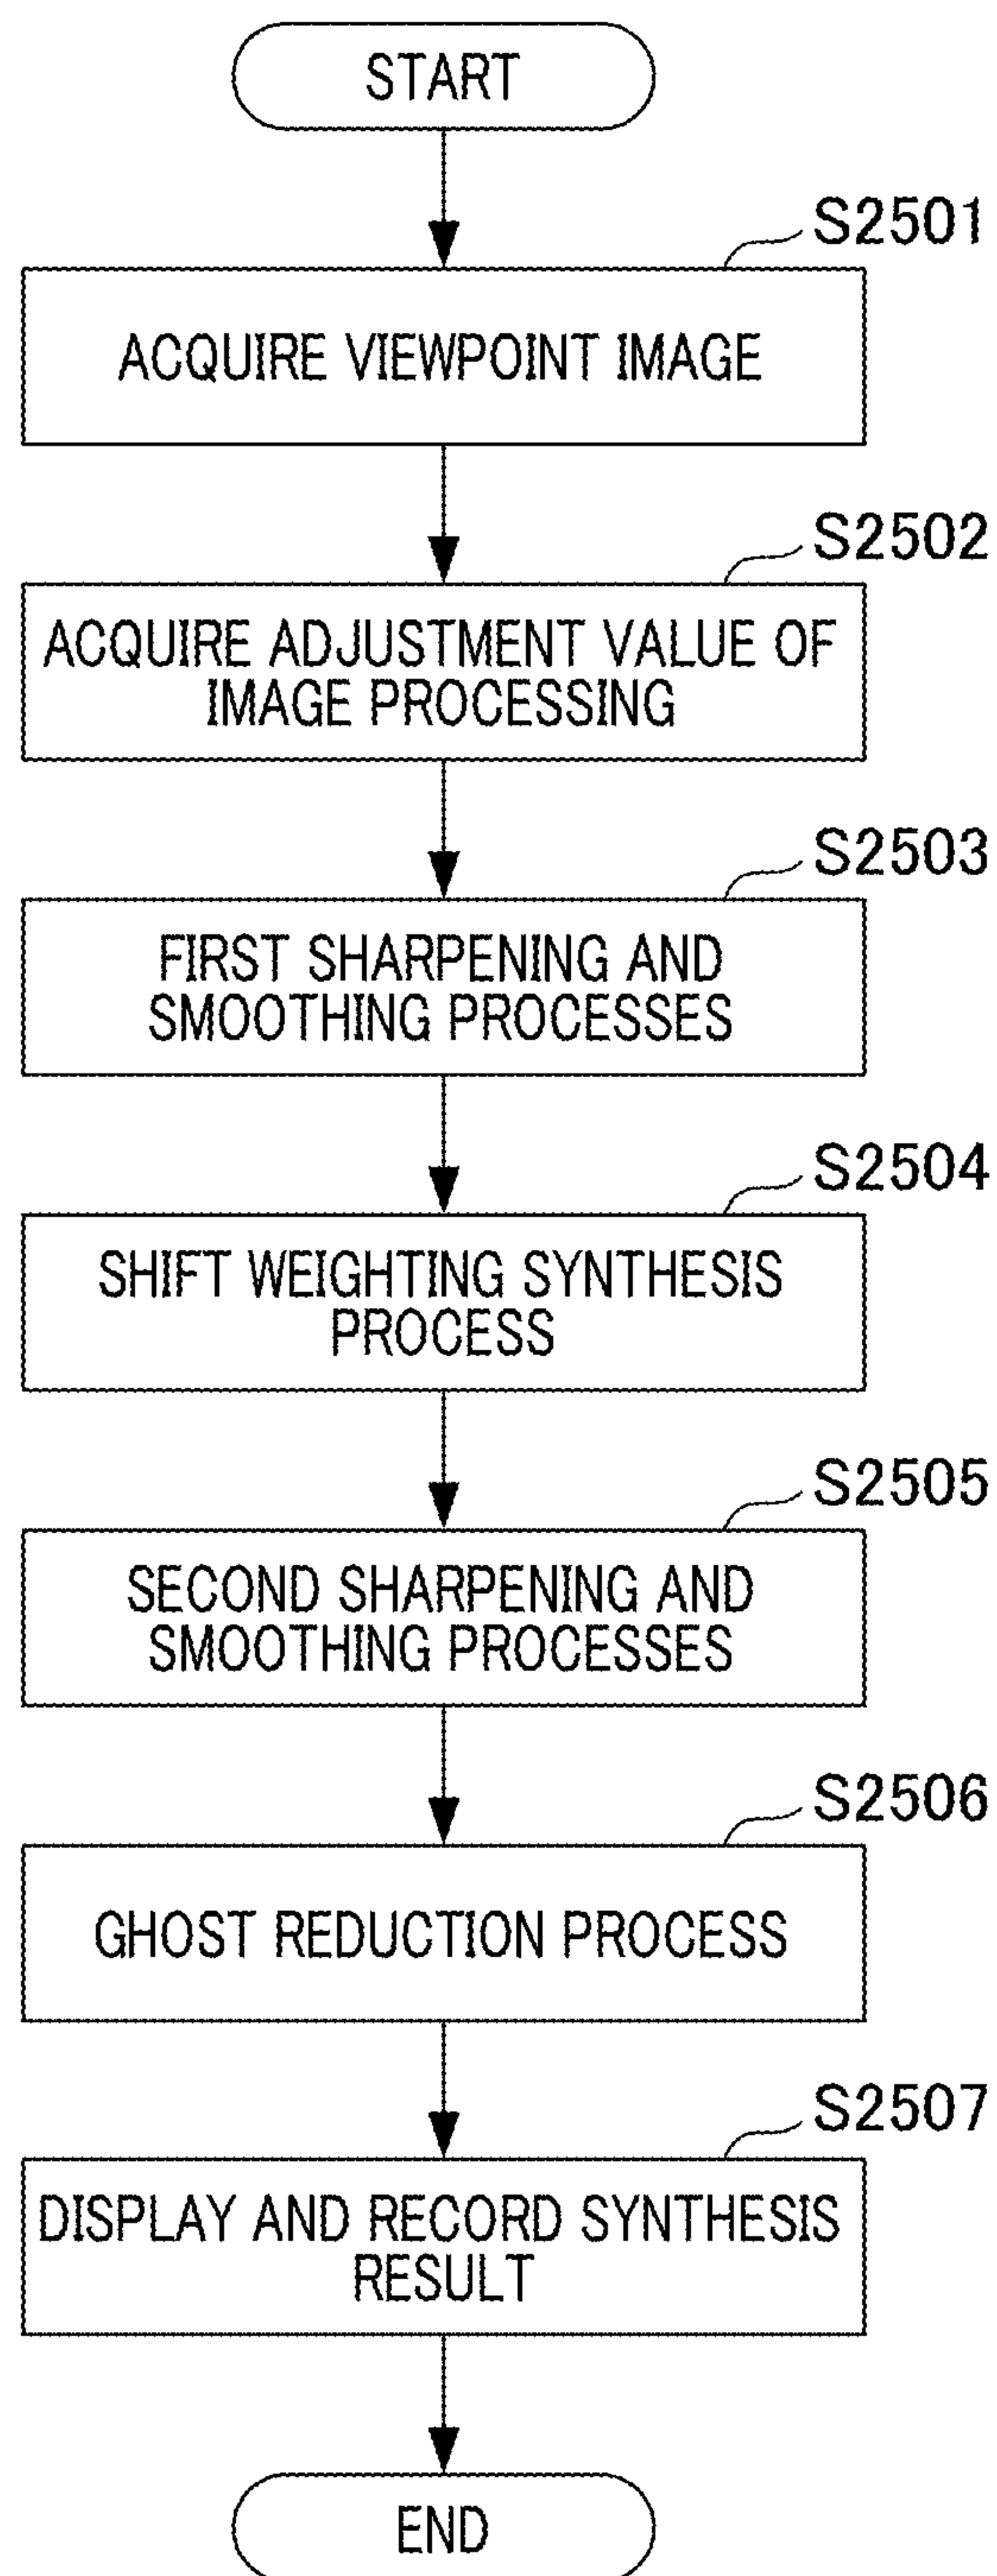 START
S2501
ACQUIRE VIEWPOINT IMAGE
S2502
ACQUIRE ADJUSTMENT VALUE OF
IMAGE PROCESSING
S2503
FIRST SHARPENING AND
SMOOTHING PROCESSES
S2504
SHIFT WEIGHTING SYNTHESIS
PROCESS
S2505
SECOND SHARPENING AND
SMOOTHING PROCESSES
S2506
GHOST REDUCTION PROCESS
S2507
DISPLAY AND RECORD SYNTHESIS
RESULT
END